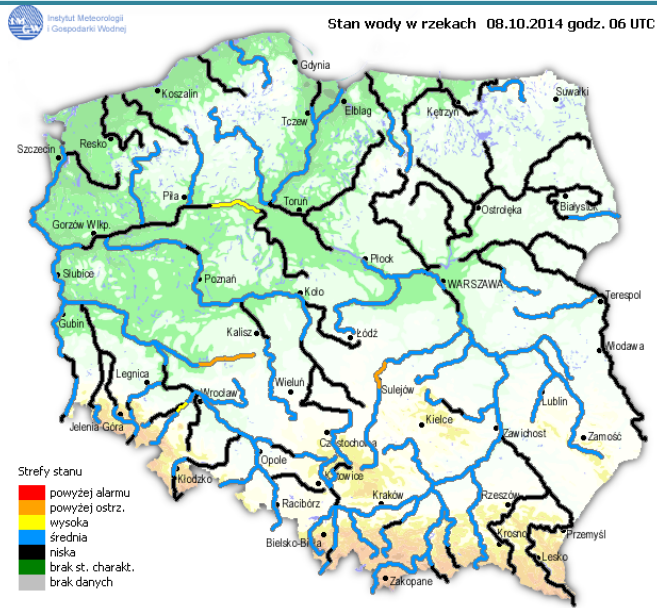 Instytut Meteorologii
i Gospodarki Wodnej
Stan wody w rzekach 08.10.2014 godz. 06 UTC
Gdynia
Koszalin
Suwałki
Tczew
Elbląg
Kętrzyn
Resko
Szczecin
Piła
Toruń
Ostrołęka
Białystok
Gorzów Wlkp.
Płock
Słubice
Poznań
WARSZAWA
Koło
Terespol
Gubin
Kalisz
Łódź
Włodawa
Legnica
Wrocław
Wieluń
Sulejów
Lublin
Jelenia Góra
Kielce
Zawichost
Zamość
Częstochowa
Opole
Kłodzko
Katowice
Strefy stanu
powyżej alarmu
powyżej ostrz.
wysoka
średnia
niska
brak st. charakt.
brak danych
Racibórz
Kraków
Rzeszów
Bielsko-Biała
Krosno
Przemyśl
Lesko
Zakopane